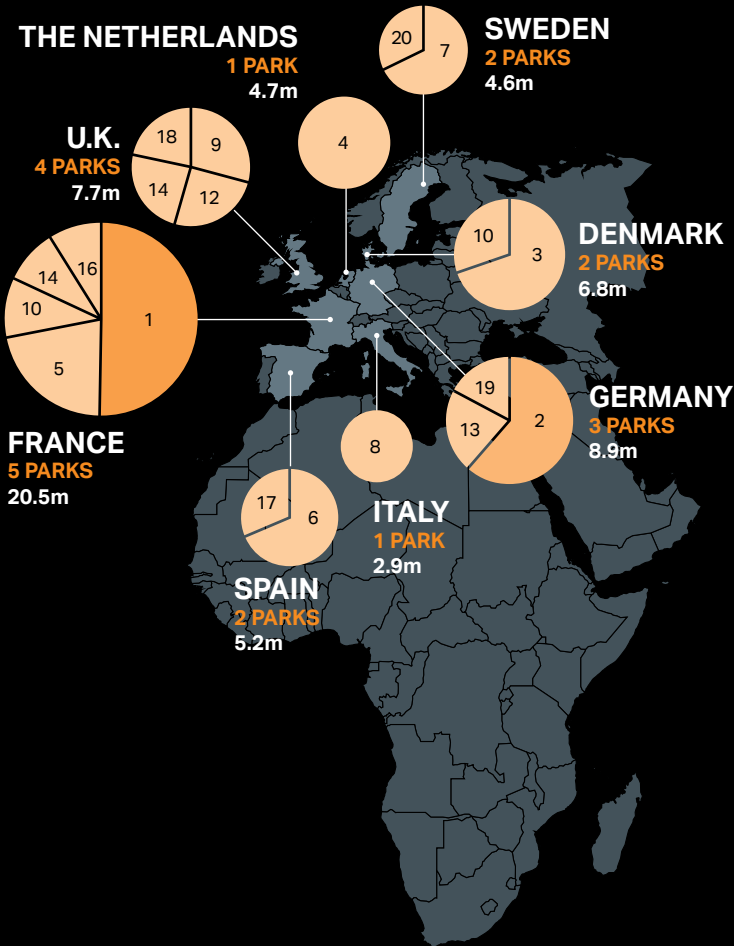 THE NETHERLANDS
1 PARK
4.7m
4
SWEDEN
2 PARKS
4.6m
20
7
U.K.
4 PARKS
7.7m
18
9
14
12
DENMARK
2 PARKS
6.8m
10
3
FRANCE
5 PARKS
20.5m
16
14
10
5
1
GERMANY
3 PARKS
8.9m
19
13
2
ITALY
1 PARK
2.9m
8
SPAIN
2 PARKS
5.2m
17
6